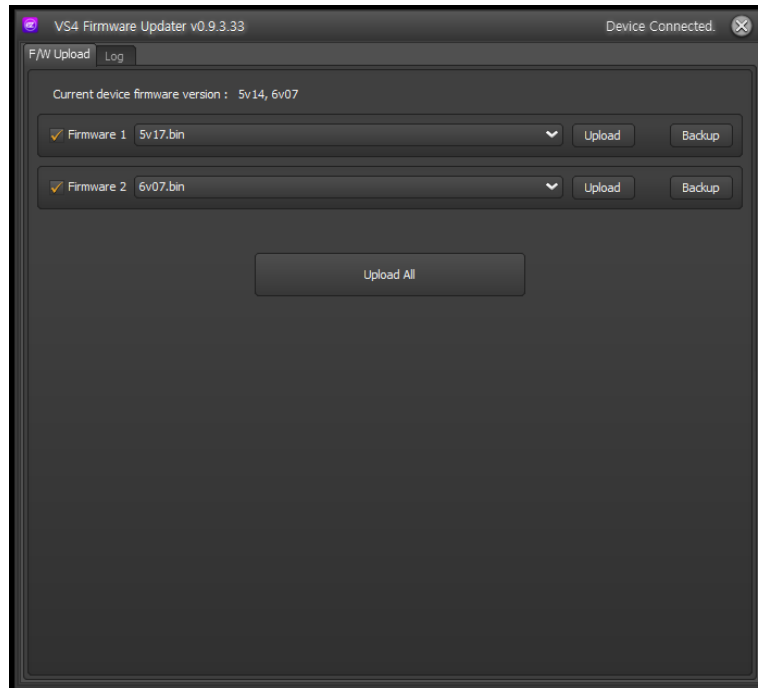 VS4 Firmware Updater v0.9.3.33 Device Connected.
F/W Upload Log
Current device firmware version : 5v14, 6v07
Firmware 1 5v17.bin Upload Backup
Firmware 2 6v07.bin Upload Backup
Upload All